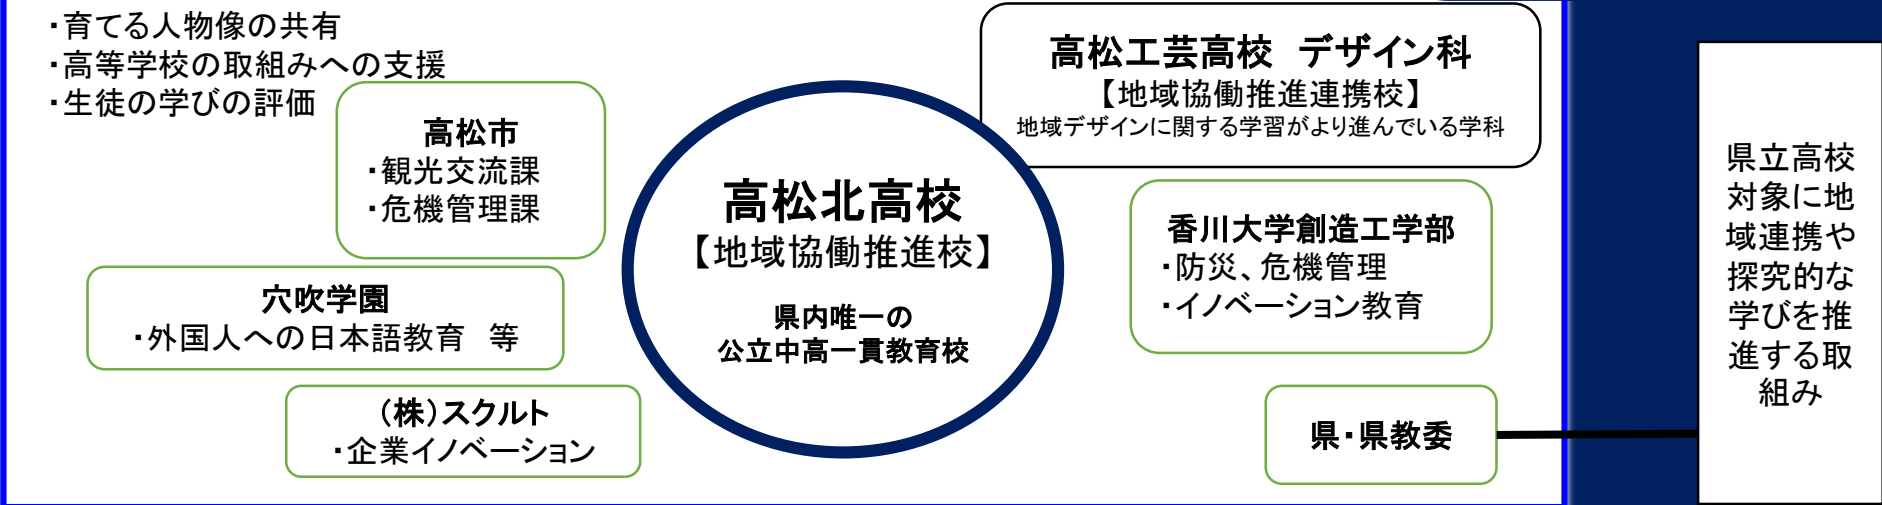 ・育てる人物像の共有
・高等学校の取組みへの支援
・生徒の学びの評価
高松市
・観光交流課
・危機管理課
穴吹学園
・外国人への日本語教育　等
（株）スクルト
・企業イノベーション
高松北高校
【地域協働推進校】
県内唯一の
公立中高一貫教育校
高松工芸高校　デザイン科
【地域協働推進連携校】
地域デザインに関する学習がより進んでいる学科
香川大学創造工学部
・防災、危機管理
・イノベーション教育
県・県教委
県立高校
対象に地
域連携や
探究的な
学びを推
進する取
組み